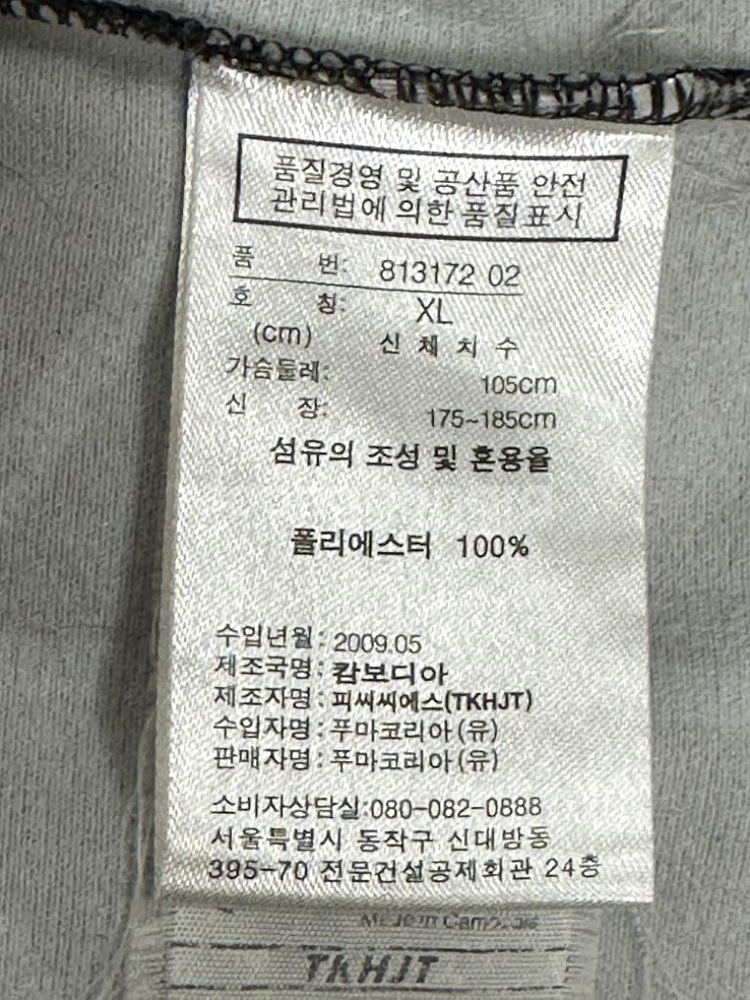 품질경영 및 공산품 안전
관리법에 의한 품질표시
품 번: 813172 02
호 칭: XL
(cm) 신 체 치 수
가슴둘레: 105cm
신 장: 175~185cm
섬유의 조성 및 혼용율
폴리에스터 100%
수입년월: 2009.05
제조국명: 캄보디아
제조자명: 피씨씨에스(TKHJT)
수입자명: 푸마코리아(유)
판매자명: 푸마코리아(유)
소비자상담실:080-082-0888
서울특별시 동작구 신대방동
395-70 전문건설공제회관 24층
TKHJT